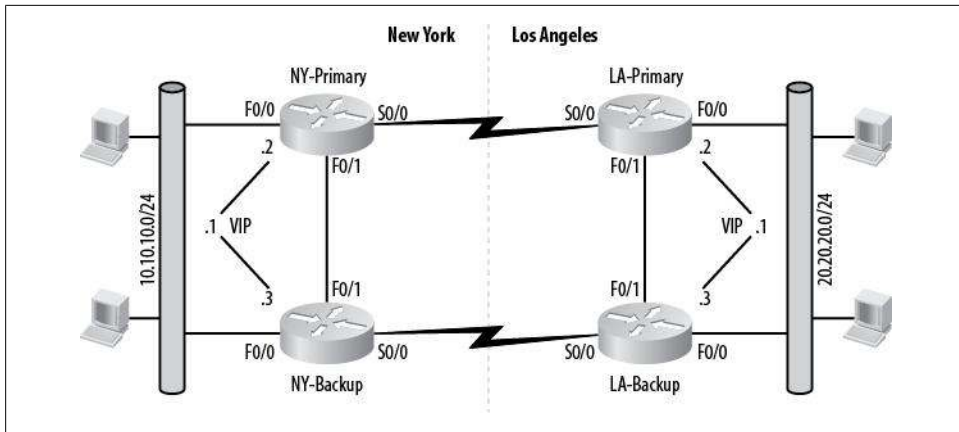 New York
Los Angeles
NY-Primary
LA-Primary
F0/0
S0/0
S0/0
F0/0
.2
F0/1
F0/1
.2
10.10.10.0/24
.1 VIP
VIP .1
20.20.20.0/24
.3
F0/1
F0/1
.3
F0/0
S0/0
S0/0
F0/0
NY-Backup
LA-Backup